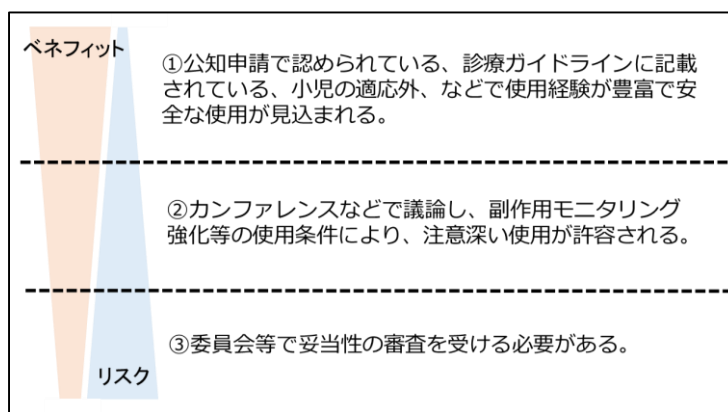 ベネフィット
①公知申請で認められている、診療ガイドラインに記載
されている、小児の適応外、などで使用経験が豊富で安
全な使用が見込まれる。
②カンファレンスなどで議論し、副作用モニタリング
強化等の使用条件により、注意深い使用が許容される。
③委員会等で妥当性の審査を受ける必要がある。
リスク